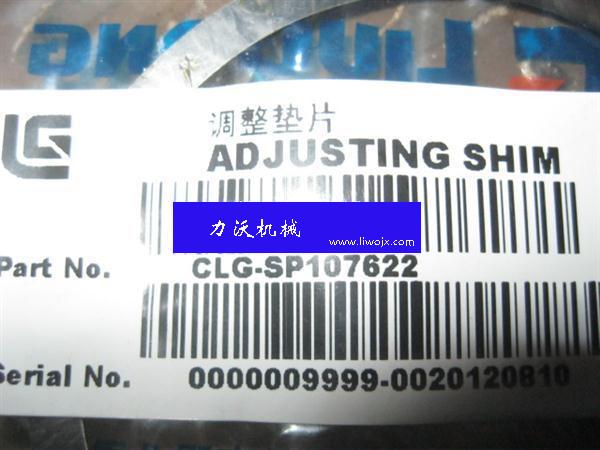 LiuGong
LG
调整垫片
ADJUSTING SHIM
力沃机械
www.liwojx.com
Part No. CLG-SP107622
Serial No. 0000009999-0020120810